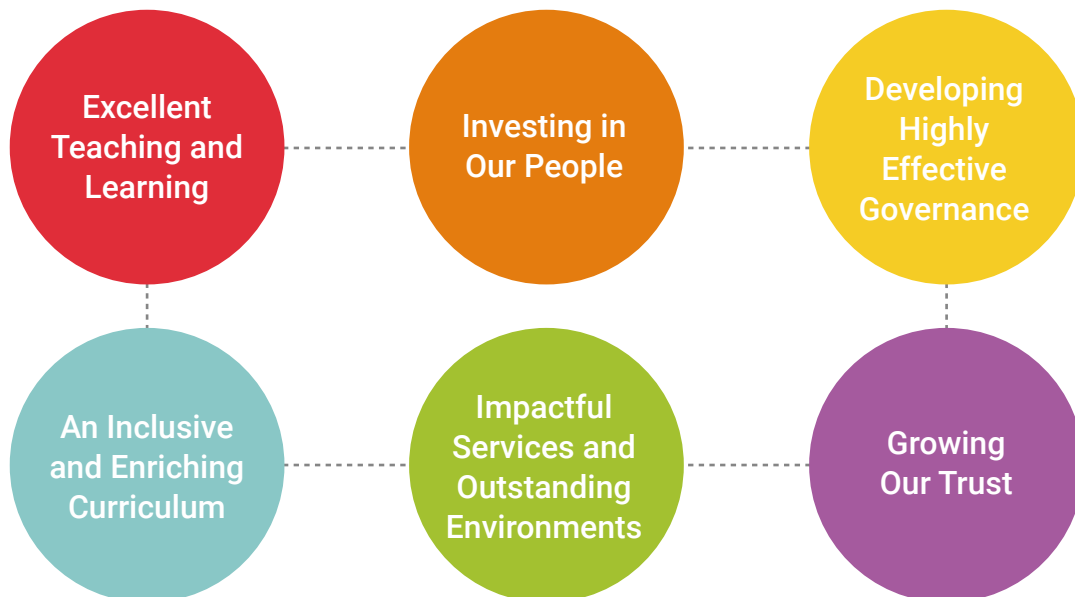 Excellent
Teaching and
Learning
Investing in
Our People
Developing
Highly
Effective
Governance
An Inclusive
and Enriching
Curriculum
Impactful
Services and
Outstanding
Environments
Growing
Our Trust